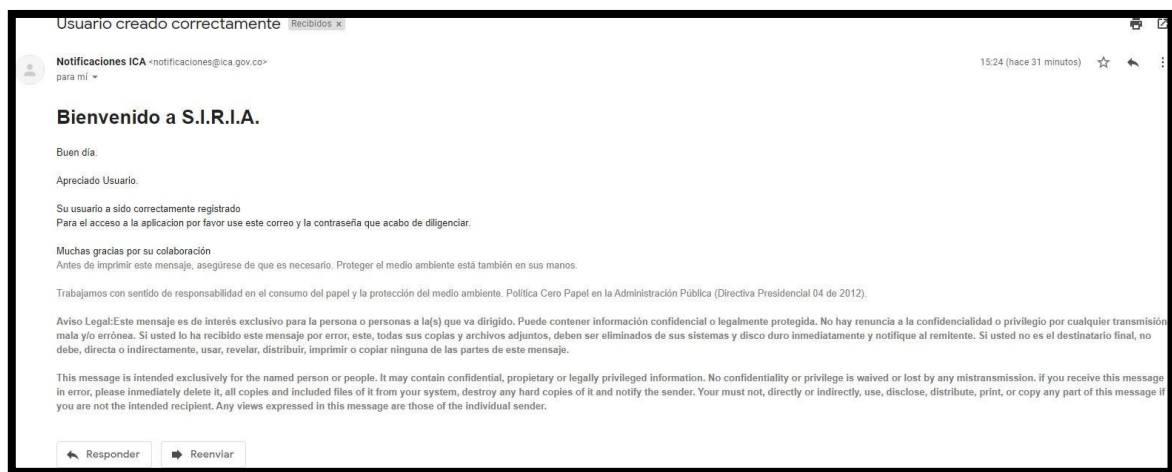 Usuario creado correctamente Recibidos x
Notificaciones ICA <notificaciones@ica.gov.co> 15:24 (hace 31 minutos)
para mí
Bienvenido a S.I.R.I.A.
Buen día.
Apreciado Usuario.
Su usuario a sido correctamente registrado
Para el acceso a la aplicacion por favor use este correo y la contraseña que acabo de diligenciar.
Muchas gracias por su colaboración
Antes de imprimir este mensaje, asegúrese de que es necesario. Proteger el medio ambiente está también en sus manos.
Trabajamos con sentido de responsabilidad en el consumo del papel y la protección del medio ambiente. Política Cero Papel en la Administración Pública (Directiva Presidencial 04 de 2012).
Aviso Legal:Este mensaje es de interés exclusivo para la persona o personas a la(s) que va dirigido. Puede contener información confidencial o legalmente protegida. No hay renuncia a la confidencialidad o privilegio por cualquier transmisión
mala y/o errónea. Si usted lo ha recibido este mensaje por error, este, todas sus copias y archivos adjuntos, deben ser eliminados de sus sistemas y disco duro inmediatamente y notifique al remitente. Si usted no es el destinatario final, no
debe, directa o indirectamente, usar, revelar, distribuir, imprimir o copiar ninguna de las partes de este mensaje.
This message is intended exclusively for the named person or people. It may contain confidential, propietary or legally privileged information. No confidentiality or privilege is waived or lost by any mistransmission. if you receive this message
in error, please inmediately delete it, all copies and included files of it from your system, destroy any hard copies of it and notify the sender. Your must not, directly or indirectly, use, disclose, distribute, print, or copy any part of this message if
you are not the intended recipient. Any views expressed in this message are those of the individual sender.
Responder Reenviar